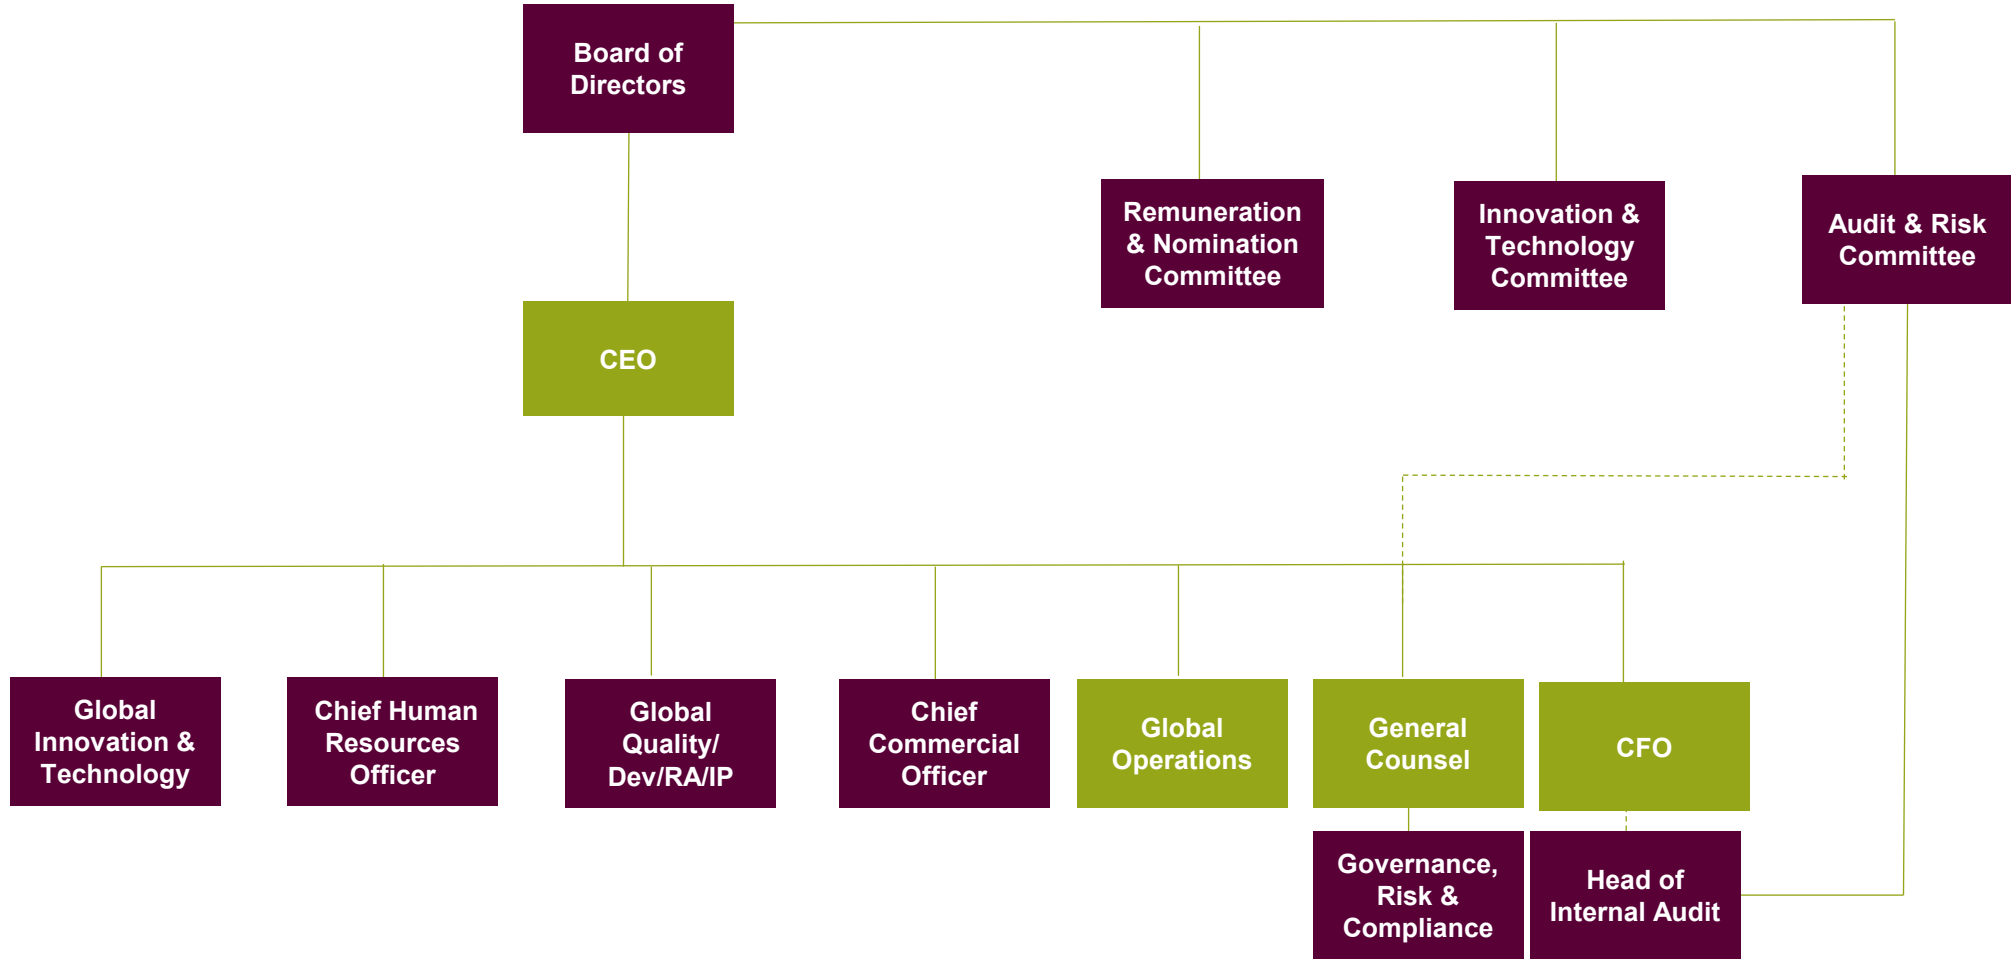 Board of
Directors
Remuneration
& Nomination
Committee
Innovation &
Technology
Committee
Audit & Risk
Committee
CEO
Global
Innovation &
Technology
Chief Human
Resources
Officer
Global
Quality/
Dev/RA/IP
Chief
Commercial
Officer
Global
Operations
General
Counsel
CFO
Governance,
Risk &
Compliance
Head of
Internal Audit